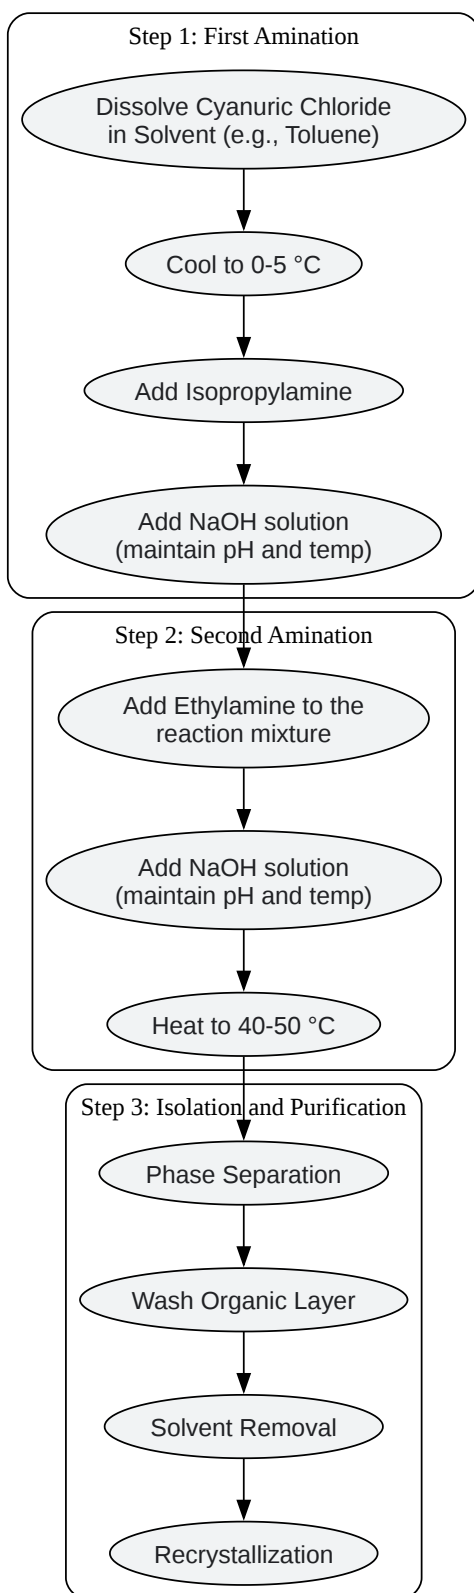 Step 1: First Amination
Dissolve Cyanuric Chloride
in Solvent (e.g., Toluene)
Cool to 0-5 °C
Add Isopropylamine
Add NaOH solution
(maintain pH and temp)
Step 2: Second Amination
Add Ethylamine to the
reaction mixture
Add NaOH solution
(maintain pH and temp)
Heat to 40-50 °C
Step 3: Isolation and Purification
Phase Separation
Wash Organic Layer
Solvent Removal
Recrystallization